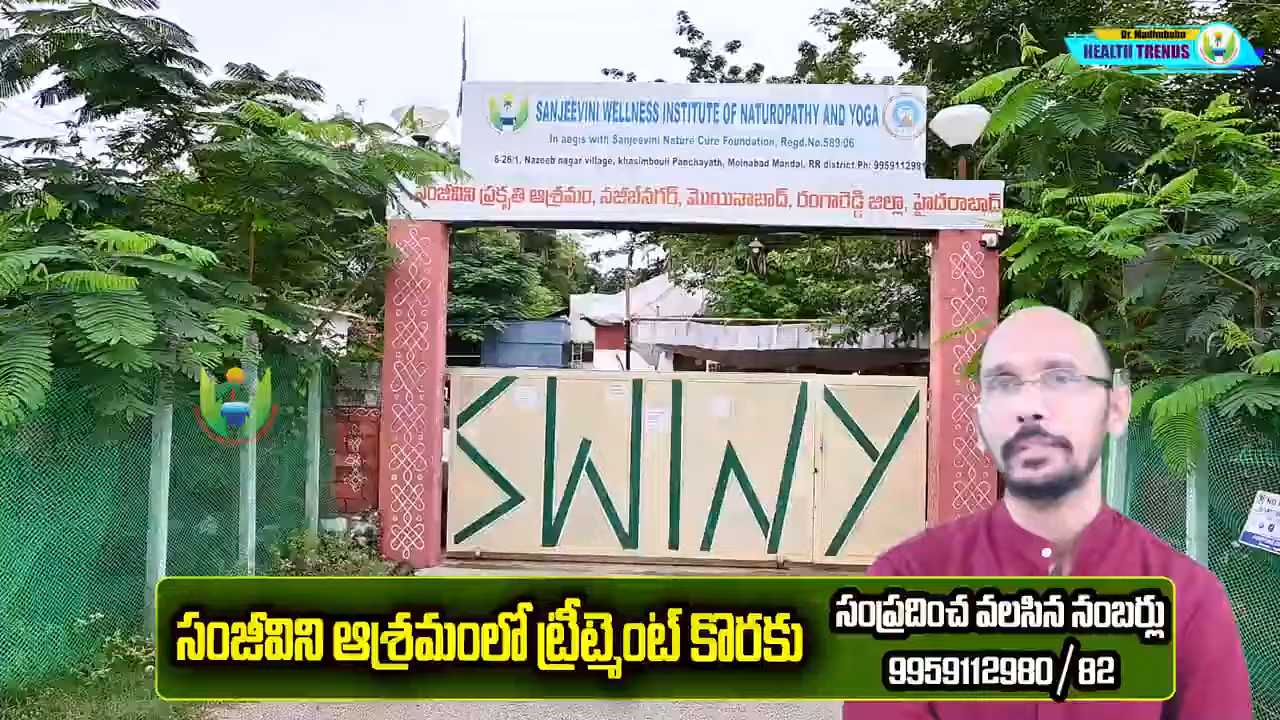 Dr. Madhubabu
HEALTH TRENDS
SANJEEVINI WELLNESS INSTITUTE OF NATUROPATHY AND YOGA
In aegis with Sanjeevini Nature Cure Foundation, Regd.No.589/06
6-26/1, Nazeeb nagar village, khasimbouli Panchayath, Moinabad Mandal, RR district.Ph: 995911298
సంజీవిని ప్రకృతి ఆశ్రమం, నజీబ్‌నగర్, మొయినాబాద్, రంగారెడ్డి జిల్లా, హైదరాబాద్
SWINY
సంజీవిని ఆశ్రమంలో ట్రీట్మెంట్ కొరకు
సంప్రదించ వలసిన నంబర్లు
9959112980/82